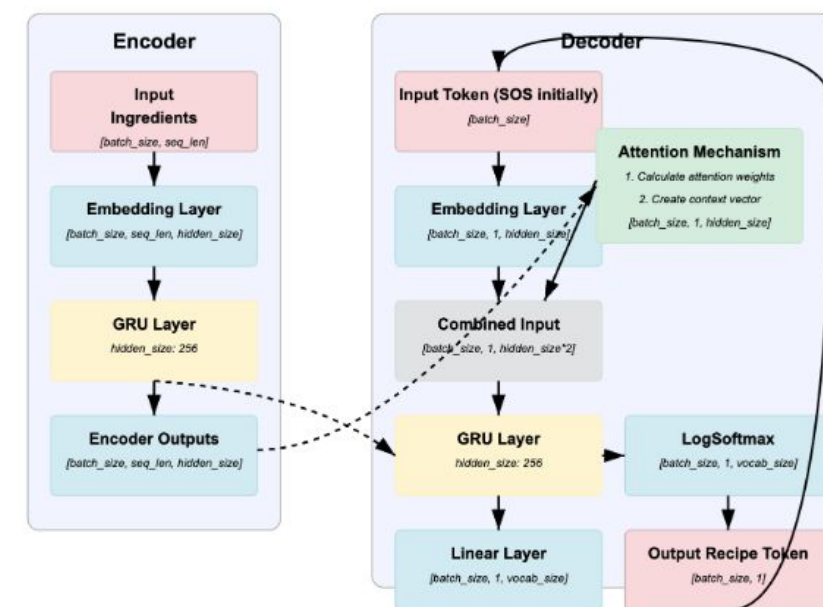 Encoder
Input
Ingredients
[batch_size, seq_len]
Embedding Layer
[batch_size, seq_len, hidden_size]
GRU Layer
hidden_size: 256
Encoder Outputs
[batch_size, seq_len, hidden_size]
Decoder
Input Token (SOS initially)
[batch_size]
Attention Mechanism
1. Calculate attention weights
2. Create context vector
[batch_size, 1, hidden_size]
Embedding Layer
[batch_size, 1, hidden_size]
Combined Input
[batch_size, 1, hidden_size*2]
GRU Layer
hidden_size: 256
LogSoftmax
[batch_size, 1, vocab_size]
Linear Layer
[batch_size, 1, vocab_size]
Output Recipe Token
[batch_size, 1]